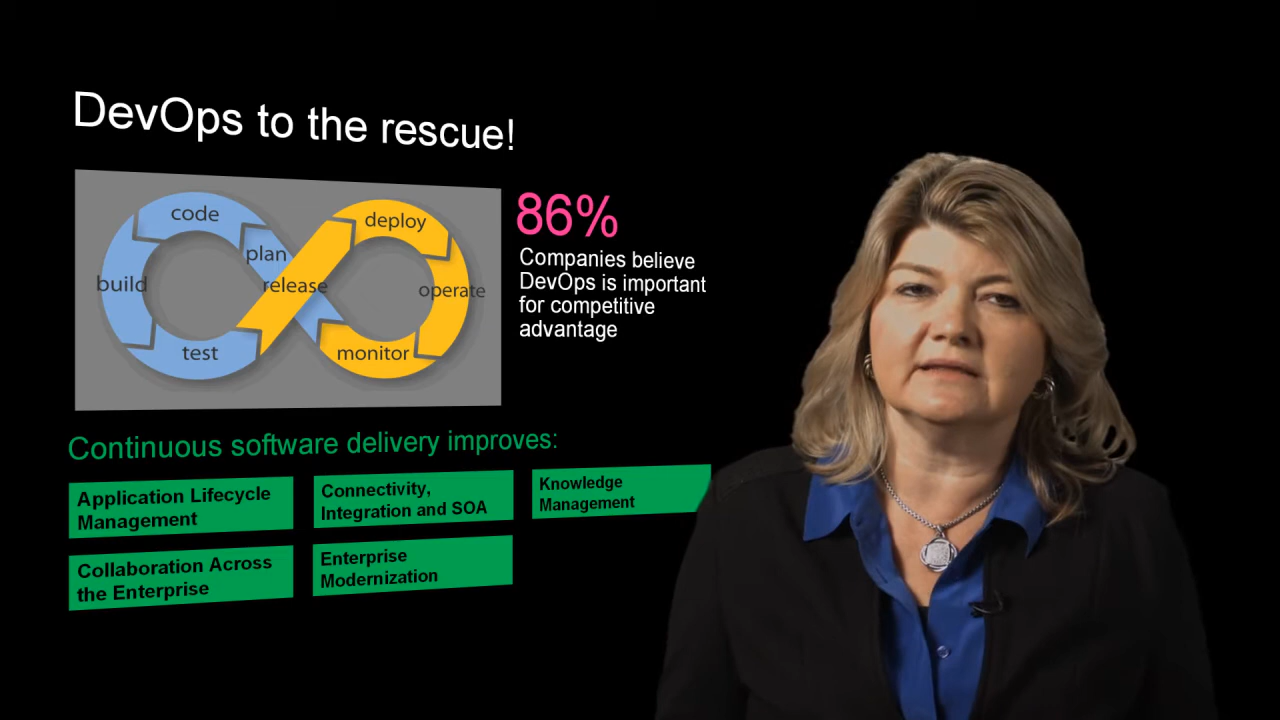 DevOps to the rescue!
code
plan
build
release
test
deploy
operate
monitor
86%
Companies believe
DevOps is important
for competitive
advantage
Continuous software delivery improves:
Application Lifecycle
Management
Connectivity,
Integration and SOA
Knowledge
Management
Collaboration Across
the Enterprise
Enterprise
Modernization